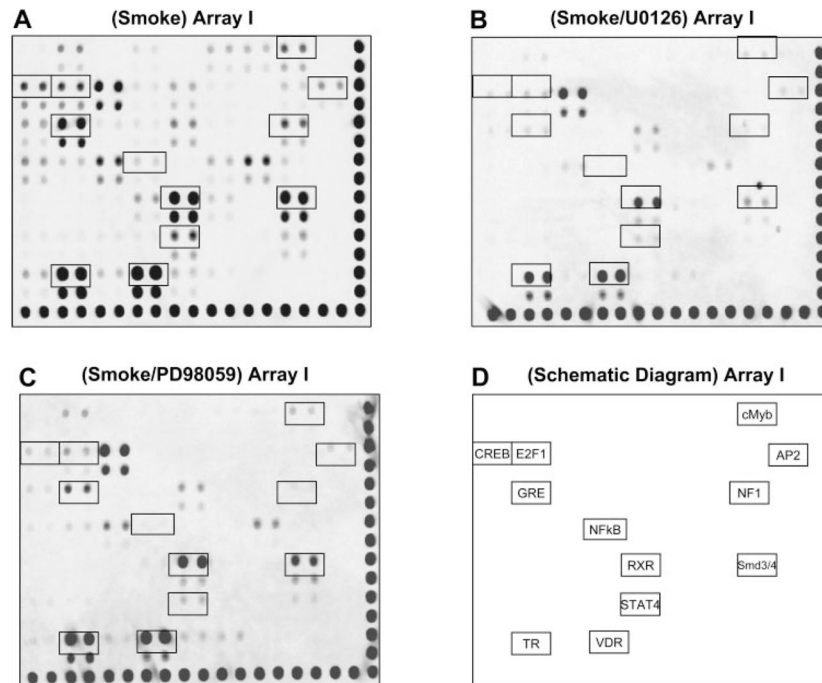 A (Smoke) Array I
B (Smoke/U0126) Array I
C (Smoke/PD98059) Array I
D (Schematic Diagram) Array I
cMyb
CREB E2F1 AP2
GRE NF1
NFkB
RXR Smd3/4
STAT4
TR VDR